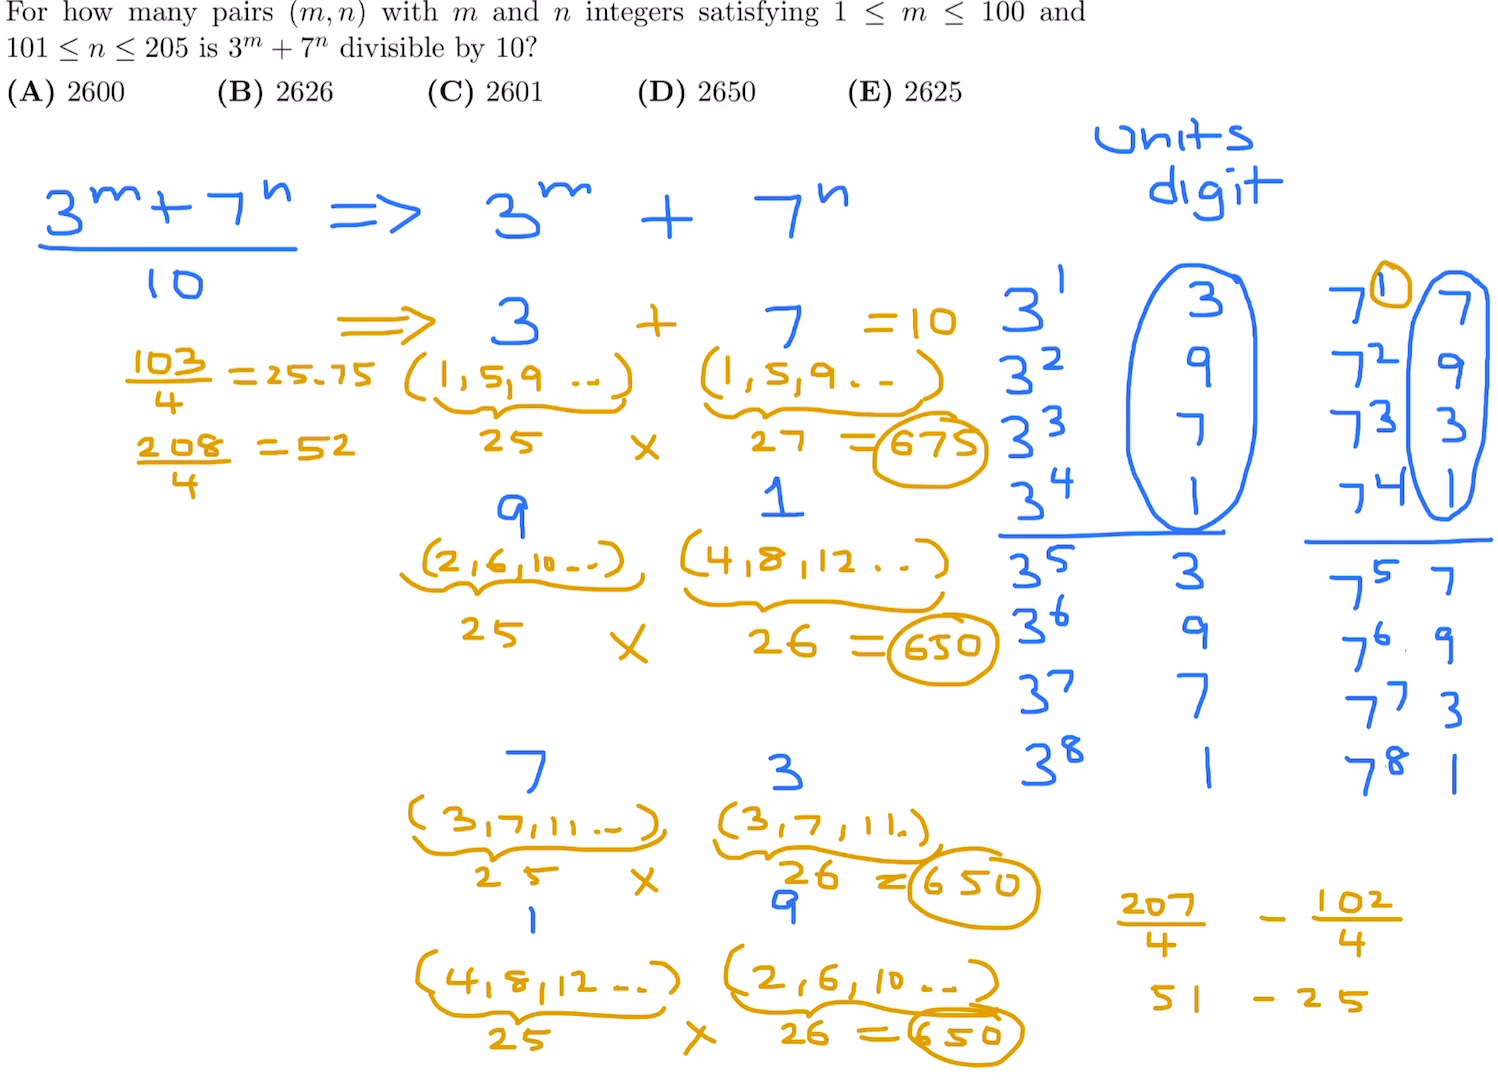 For how many pairs (m, n) with m and n integers satisfying 1 ≤ m ≤ 100 and
101 ≤ n ≤ 205 is 3^m + 7^n divisible by 10?
(A) 2600 (B) 2626 (C) 2601 (D) 2650 (E) 2625
units
digit
(3^m + 7^n)/10 => 3^m + 7^n
=> 3 + 7 = 10
103/4 = 25.75
208/4 = 52
(1, 5, 9 ...) (1, 5, 9 ...)
25 × 27 = 675
9 1
(2, 6, 10 ...) (4, 8, 12 ...)
25 × 26 = 650
7 3
(3, 7, 11 ...) (3, 7, 11.)
25 × 26 = 650
1 9
(4, 8, 12 ...) (2, 6, 10 ...)
25 × 26 = 650
3^1 3 7^1 7
3^2 9 7^2 9
3^3 7 7^3 3
3^4 1 7^4 1
3^5 3 7^5 7
3^6 9 7^6 9
3^7 7 7^7 3
3^8 1 7^8 1
207/4 - 102/4
51 - 25